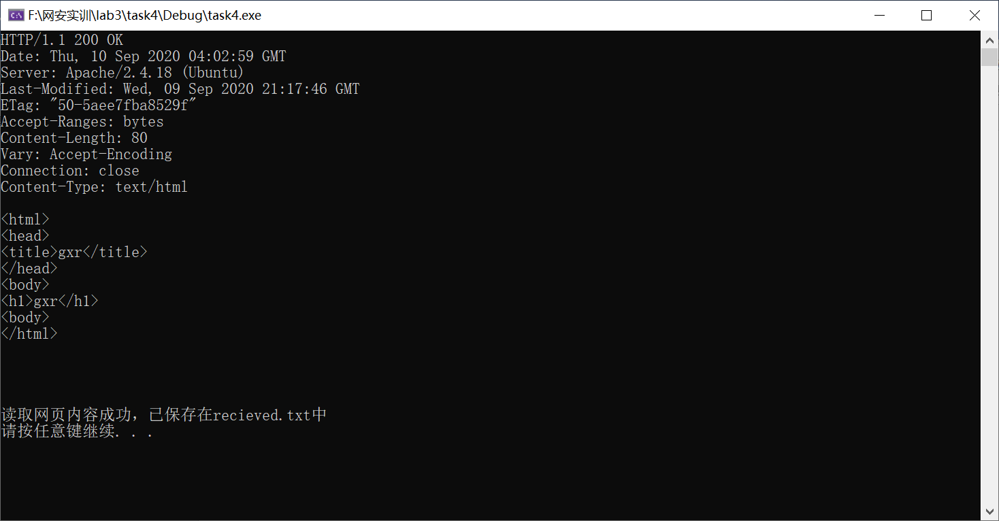 F:\网安实训\lab3\task4\Debug\task4.exe
HTTP/1.1 200 OK
Date: Thu, 10 Sep 2020 04:02:59 GMT
Server: Apache/2.4.18 (Ubuntu)
Last-Modified: Wed, 09 Sep 2020 21:17:46 GMT
ETag: "50-5aee7fba8529f"
Accept-Ranges: bytes
Content-Length: 80
Vary: Accept-Encoding
Connection: close
Content-Type: text/html
<html>
<head>
<title>gxr</title>
</head>
<body>
<h1>gxr</h1>
<body>
</html>
读取网页内容成功，已保存在recieved.txt中
请按任意键继续. . .